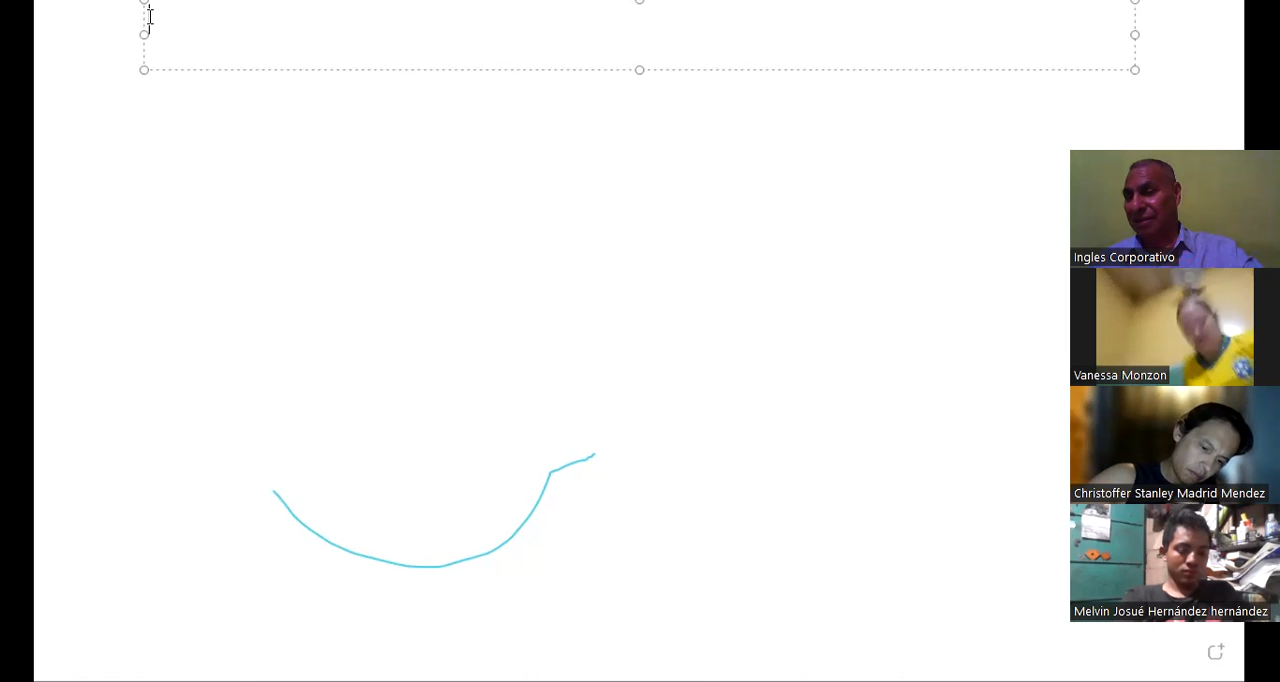 Ingles Corporativo
Vanessa Monzon
Christoffer Stanley Madrid Mendez
Melvin Josué Hernández hernández